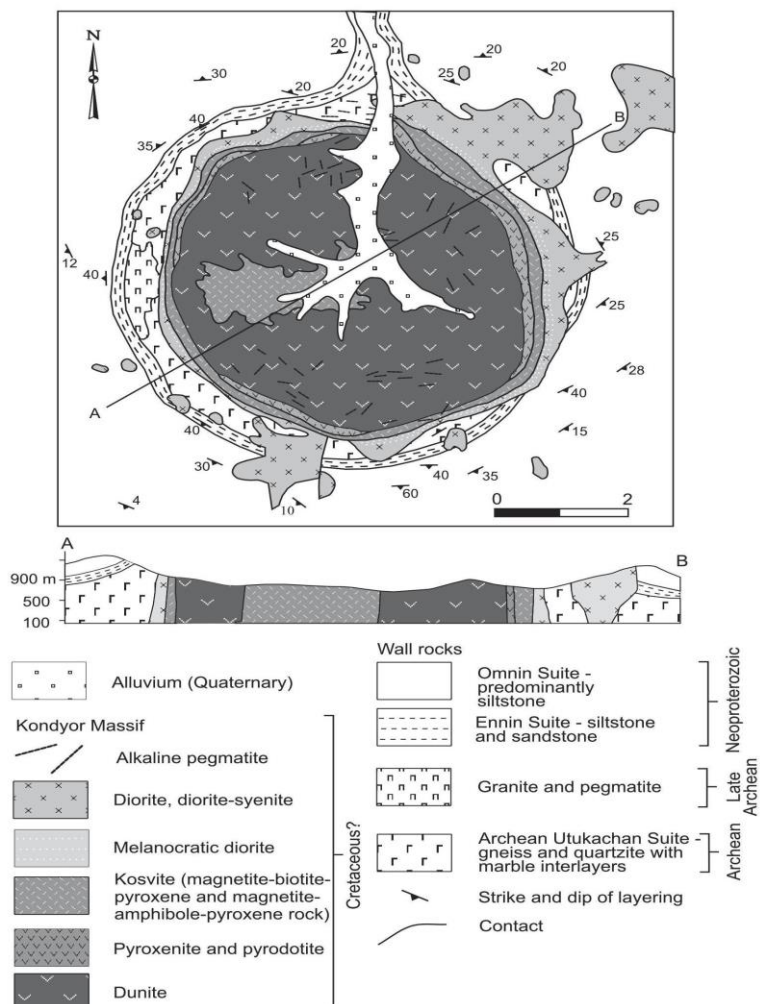 N
20
20
30
20
25
20
40
35
B
12
40
25
25
28
A
40
40
15
30
40
35
60
4
10
0
2
A
B
900 m
500
100
Alluvium (Quaternary)
Kondyor Massif
Alkaline pegmatite
Diorite, diorite-syenite
Melanocratic diorite
Kosvite (magnetite-biotite-
pyroxene and magnetite-
amphibole-pyroxene rock)
Pyroxenite and pyrodotite
Dunite
Cretaceous?
Wall rocks
Omnin Suite -
predominantly
siltstone
Ennin Suite - siltstone
and sandstone
Neoproterozoic
Granite and pegmatite
Late
Archean
Archean Utukachan Suite -
gneiss and quartzite with
marble interlayers
Archean
Strike and dip of layering
Contact